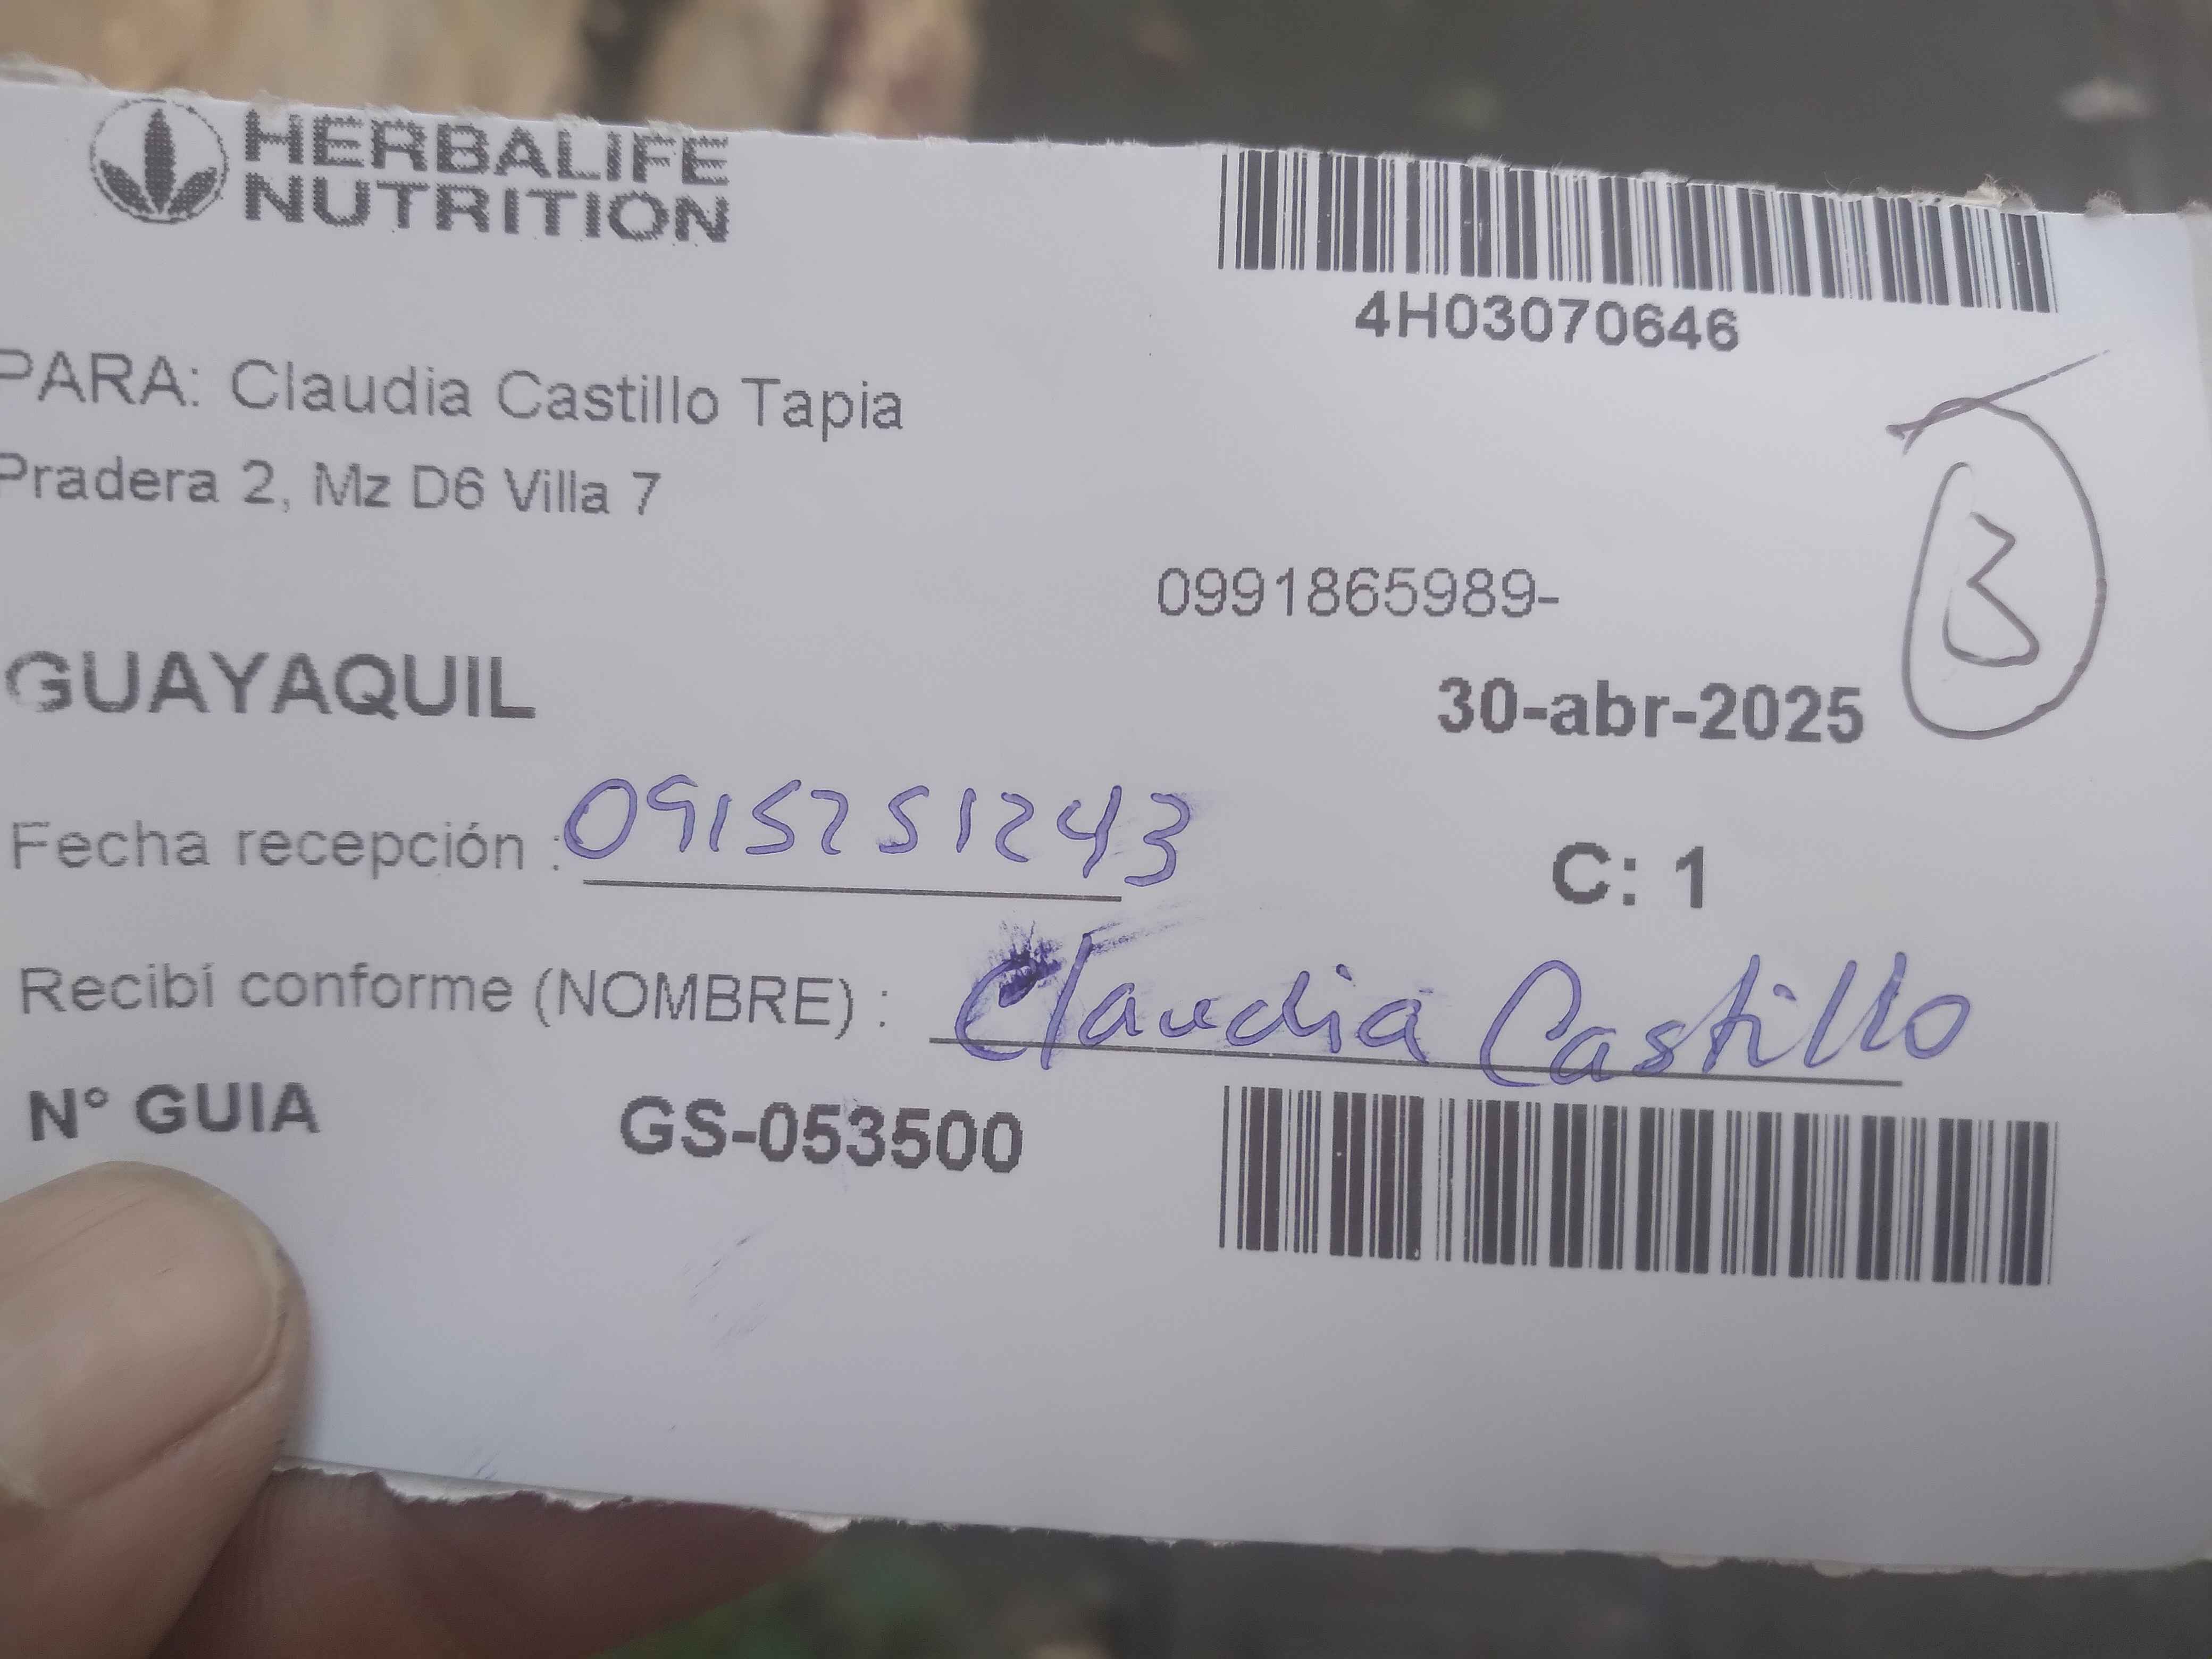 HERBALIFE
NUTRITION
4H03070646
PARA: Claudia Castillo Tapia
Pradera 2, Mz D6 Villa 7
3
0991865989-
GUAYAQUIL
30-abr-2025
Fecha recepción : 0915251243
C: 1
Recibí conforme (NOMBRE) : Claudia Castillo
N° GUIA GS-053500